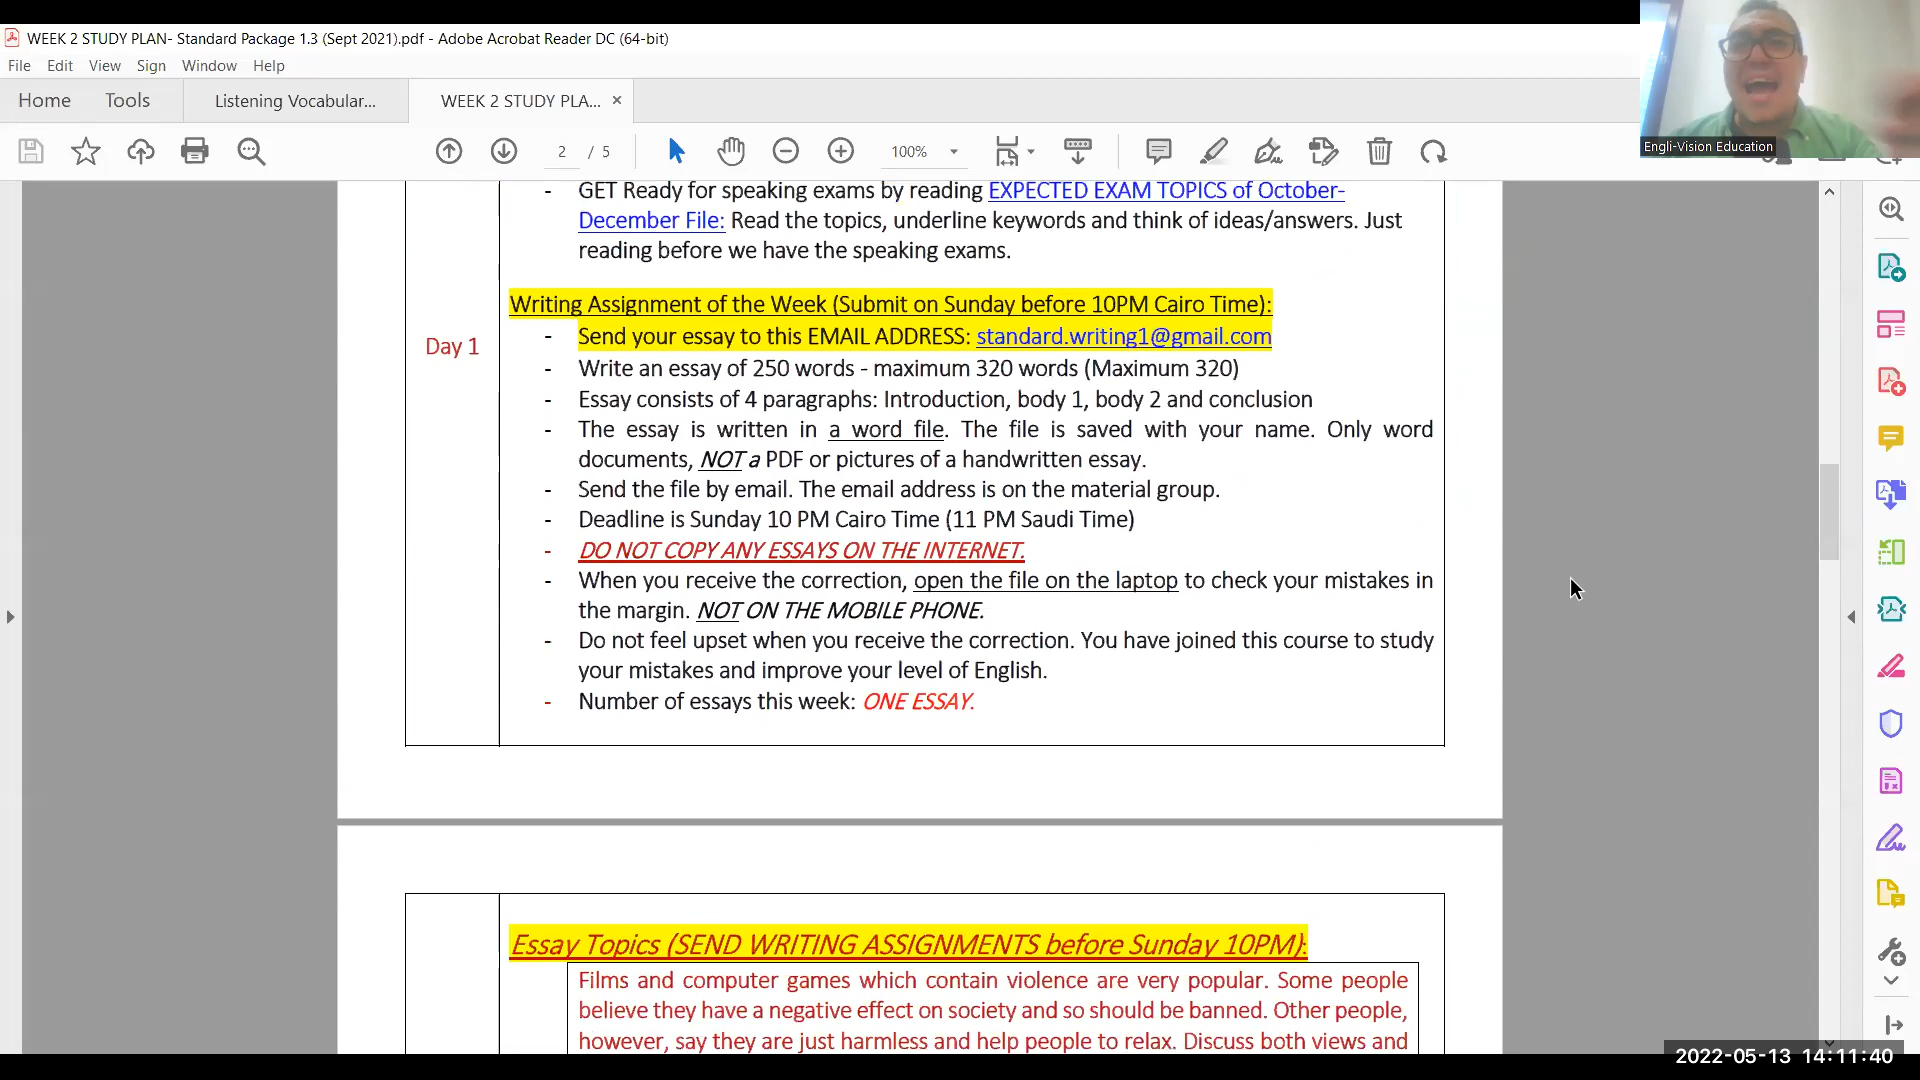 WEEK 2 STUDY PLAN- Standard Package 1.3 (Sept 2021).pdf - Adobe Acrobat Reader DC (64-bit)
File Edit View Sign Window Help
Home Tools Listening Vocabular... WEEK 2 STUDY PLA... ×
2 / 5 100%
Engli-Vision Education
- GET Ready for speaking exams by reading EXPECTED EXAM TOPICS of October-
December File: Read the topics, underline keywords and think of ideas/answers. Just
reading before we have the speaking exams.
Writing Assignment of the Week (Submit on Sunday before 10PM Cairo Time):
- Send your essay to this EMAIL ADDRESS: standard.writing1@gmail.com
Day 1
- Write an essay of 250 words - maximum 320 words (Maximum 320)
- Essay consists of 4 paragraphs: Introduction, body 1, body 2 and conclusion
- The essay is written in a word file. The file is saved with your name. Only word
documents, NOT a PDF or pictures of a handwritten essay.
- Send the file by email. The email address is on the material group.
- Deadline is Sunday 10 PM Cairo Time (11 PM Saudi Time)
- DO NOT COPY ANY ESSAYS ON THE INTERNET.
- When you receive the correction, open the file on the laptop to check your mistakes in
the margin. NOT ON THE MOBILE PHONE.
- Do not feel upset when you receive the correction. You have joined this course to study
your mistakes and improve your level of English.
- Number of essays this week: ONE ESSAY.
Essay Topics (SEND WRITING ASSIGNMENTS before Sunday 10PM):
Films and computer games which contain violence are very popular. Some people
believe they have a negative effect on society and so should be banned. Other people,
however, say they are just harmless and help people to relax. Discuss both views and
2022-05-13 14:11:40